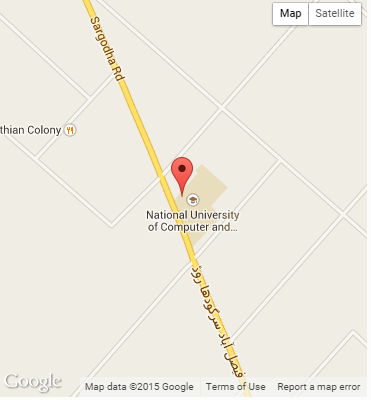 Map
Satellite
Sargodha Rd
thian Colony
National University
of Computer and...
فیصل آباد سرگودھا روڈ
Google
Map data ©2015 Google
Terms of Use
Report a map error